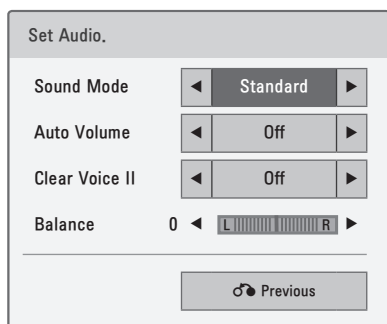 Set Audio.
Sound Mode ◀ Standard ▶
Auto Volume ◀ Off ▶
Clear Voice II ◀ Off ▶
Balance 0 ◀ L R ▶
Previous